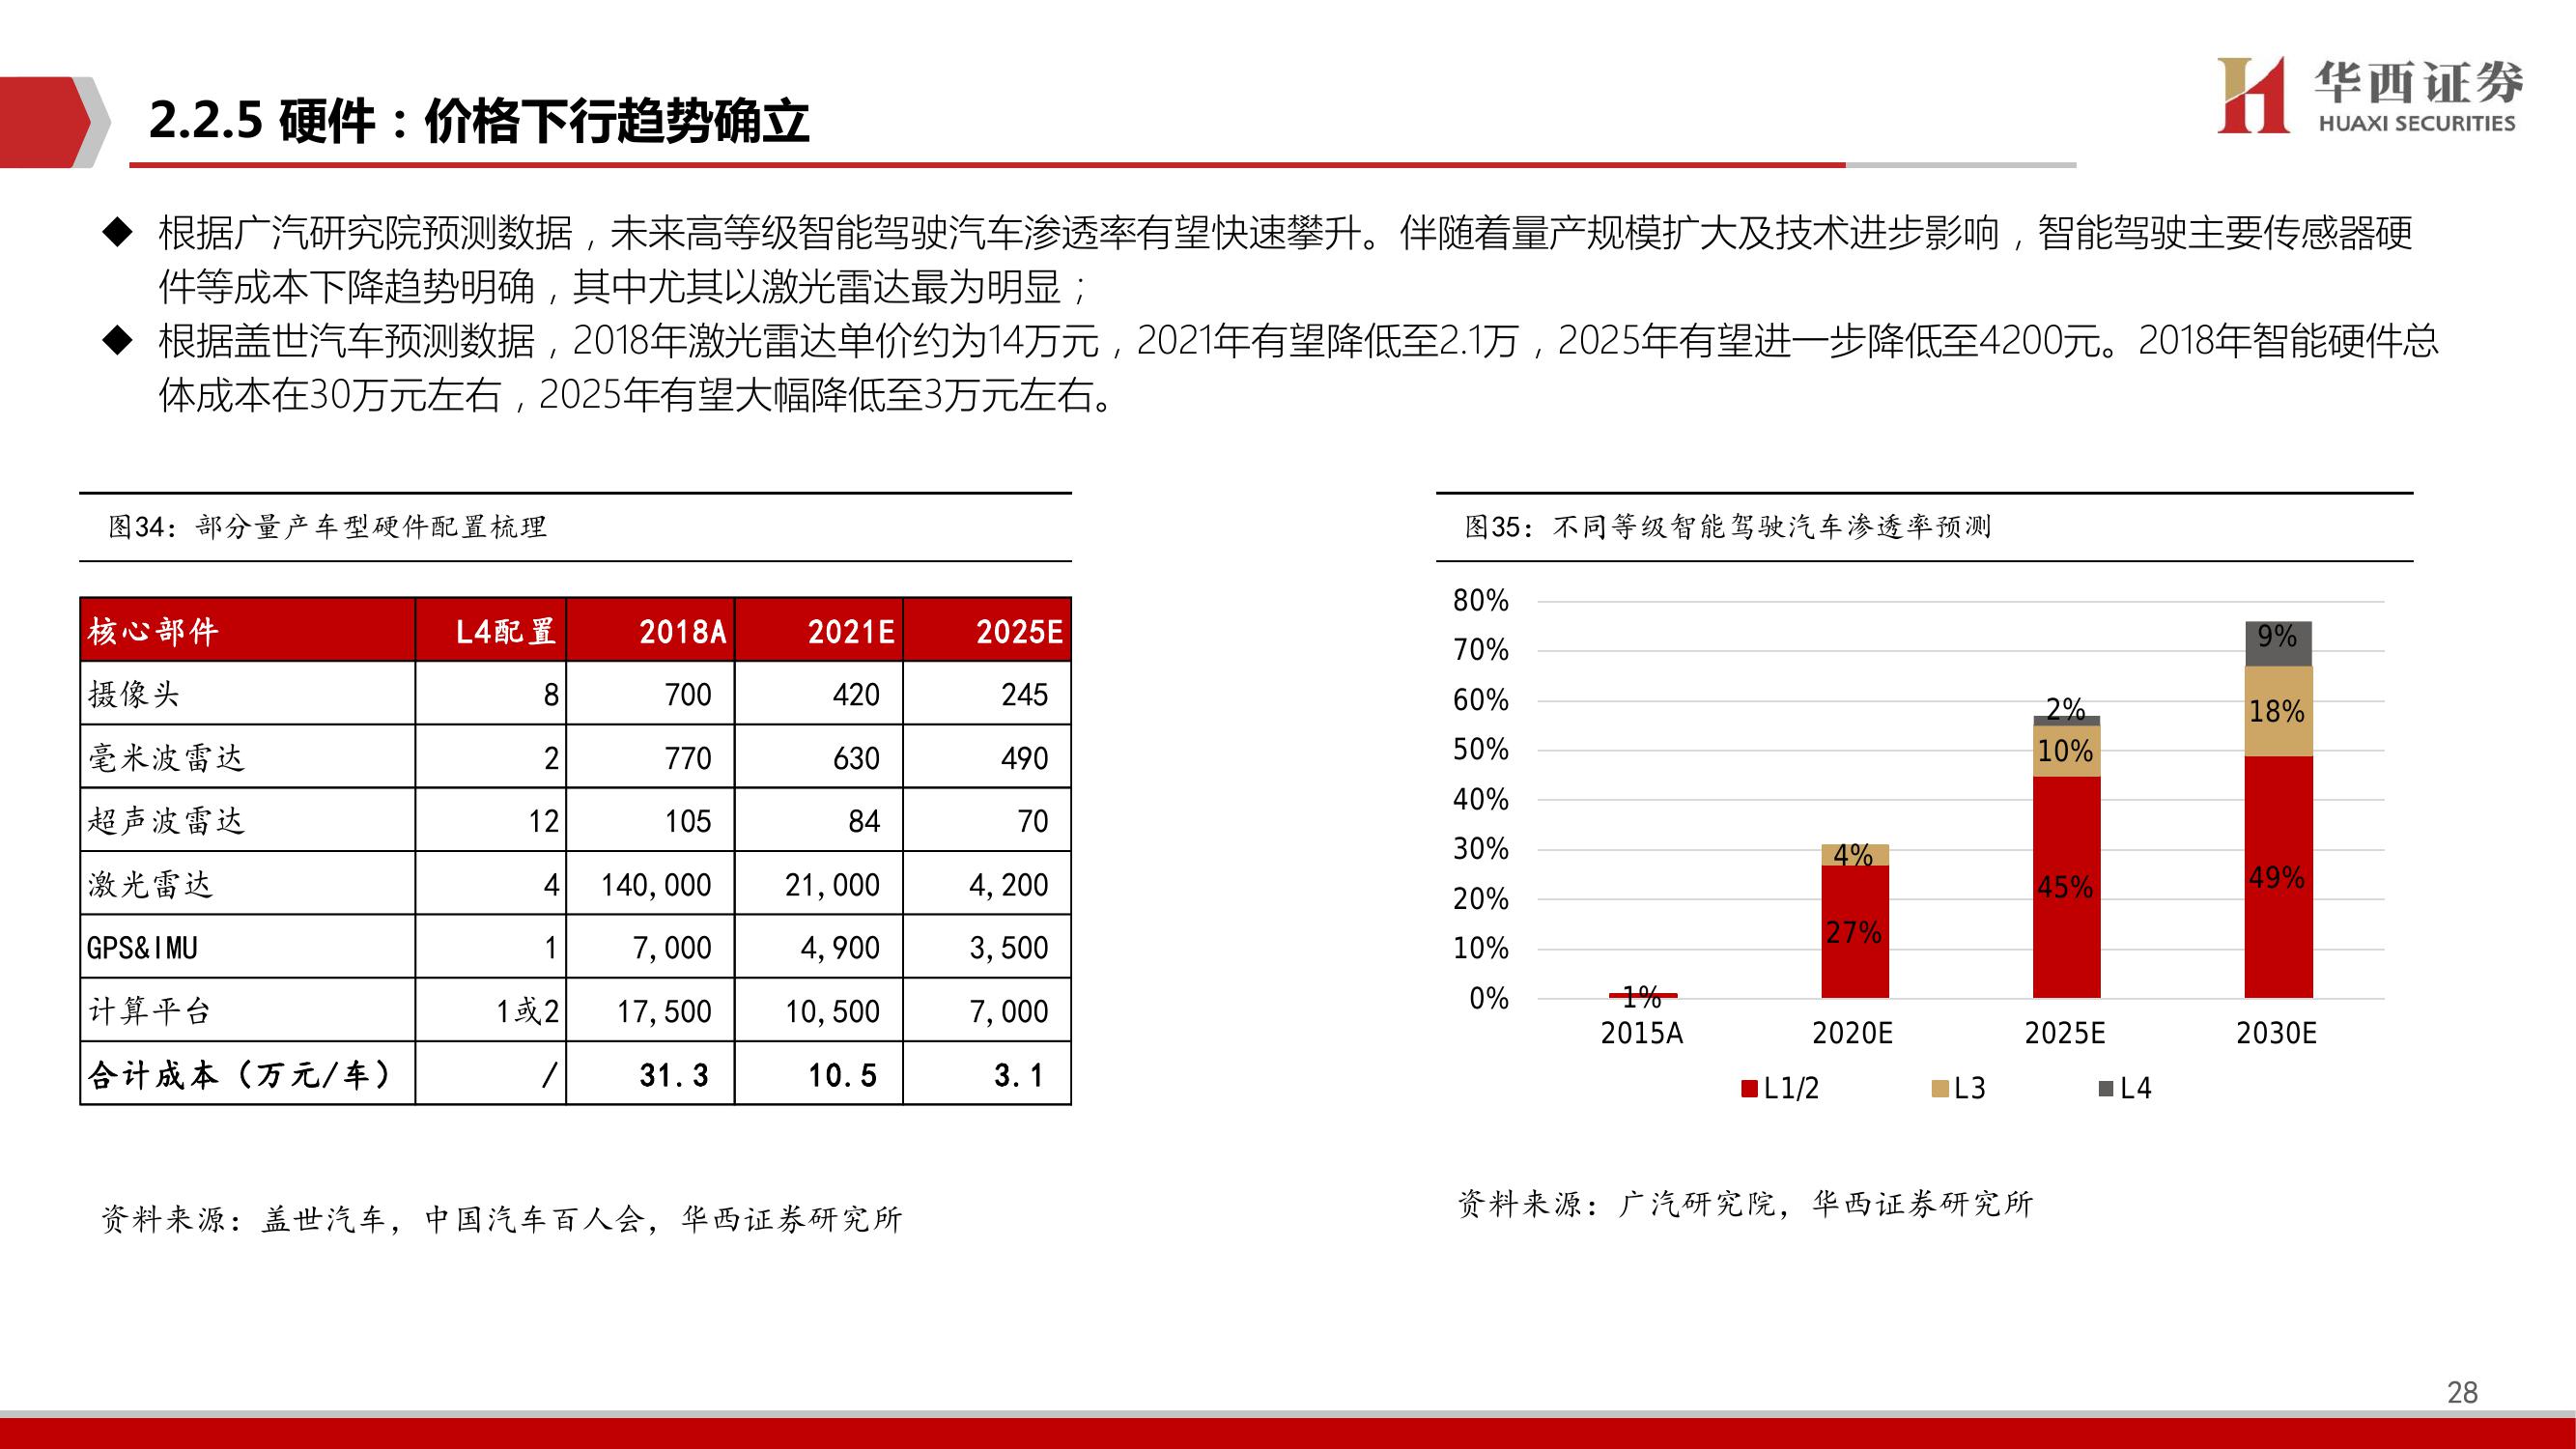 2.2.5 硬件：价格下行趋势确立
华西证券
HUAXI SECURITIES
◆ 根据广汽研究院预测数据，未来高等级智能驾驶汽车渗透率有望快速攀升。伴随着量产规模扩大及技术进步影响，智能驾驶主要传感器硬
件等成本下降趋势明确，其中尤其以激光雷达最为明显；
◆ 根据盖世汽车预测数据，2018年激光雷达单价约为14万元，2021年有望降低至2.1万，2025年有望进一步降低至4200元。2018年智能硬件总
体成本在30万元左右，2025年有望大幅降低至3万元左右。
图34：部分量产车型硬件配置梳理
核心部件 L4配置 2018A 2021E 2025E
摄像头 8 700 420 245
毫米波雷达 2 770 630 490
超声波雷达 12 105 84 70
激光雷达 4 140,000 21,000 4,200
GPS&IMU 1 7,000 4,900 3,500
计算平台 1或2 17,500 10,500 7,000
合计成本（万元/车） / 31.3 10.5 3.1
资料来源：盖世汽车，中国汽车百人会，华西证券研究所
图35：不同等级智能驾驶汽车渗透率预测
80%
70%
60%
50%
40%
30%
20%
10%
0%
1%
4%
27%
2%
10%
45%
9%
18%
49%
2015A 2020E 2025E 2030E
L1/2 L3 L4
资料来源：广汽研究院，华西证券研究所
28